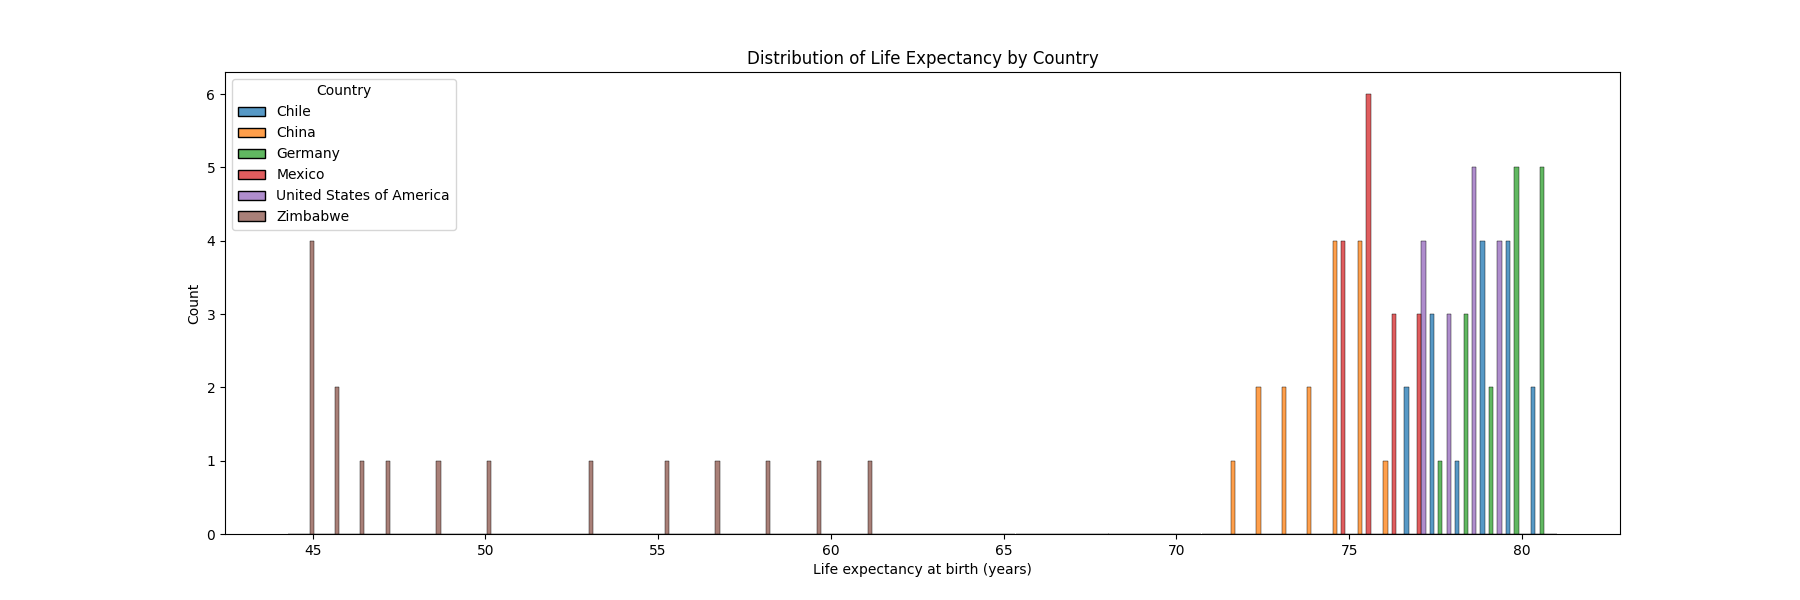 Distribution of Life Expectancy by Country
Country
Chile
China
Germany
Mexico
United States of America
Zimbabwe
Count
6
5
4
3
2
1
0
45 50 55 60 65 70 75 80
Life expectancy at birth (years)